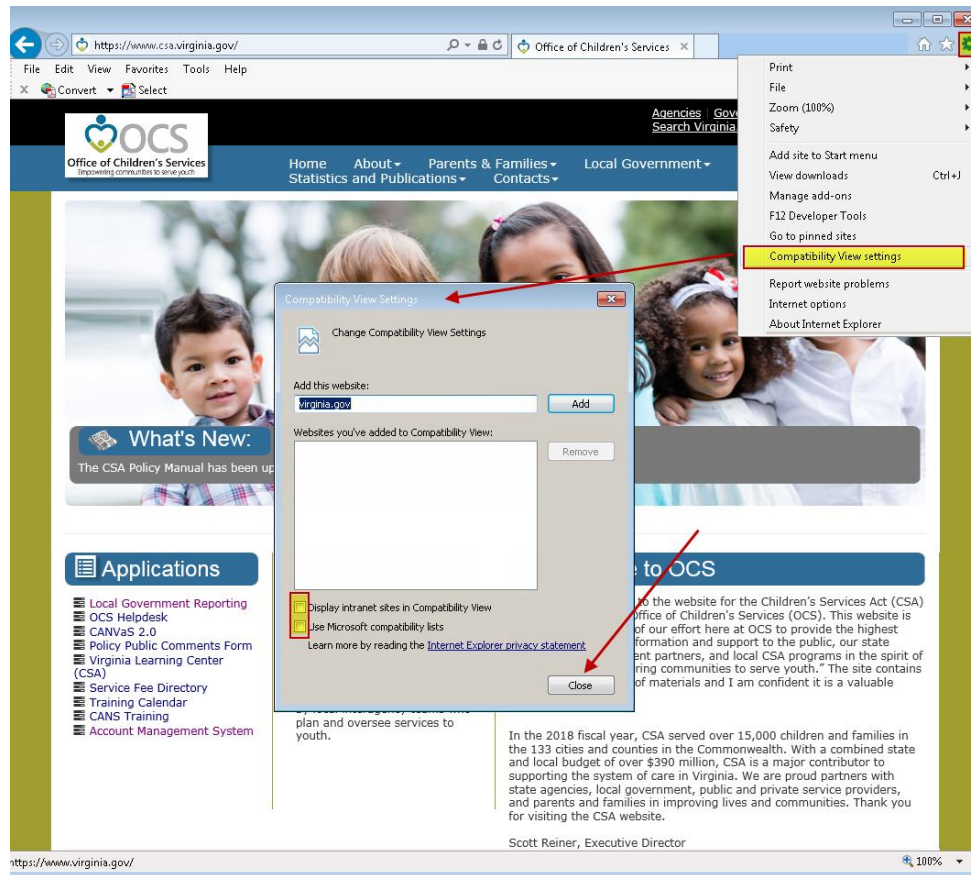 https://www.csa.virginia.gov/
Office of Children's Services
File Edit View Favorites Tools Help
Convert Select
Agencies
Search Virginia
OCS
Office of Children's Services
Empowering communities to serve youth
Home About Parents & Families Local Government
Statistics and Publications Contacts
Print
File
Zoom (100%)
Safety
Add site to Start menu
View downloads Ctrl+J
Manage add-ons
F12 Developer Tools
Go to pinned sites
Compatibility View settings
Report website problems
Internet options
About Internet Explorer
Compatibility View Settings
Change Compatibility View Settings
Add this website:
virginia.gov Add
Websites you've added to Compatibility View:
Remove
Display intranet sites in Compatibility View
Use Microsoft compatibility lists
Learn more by reading the Internet Explorer privacy statement
Close
What's New:
The CSA Policy Manual has been
Applications
Local Government Reporting
OCS Helpdesk
CANVaS 2.0
Policy Public Comments Form
Virginia Learning Center
(CSA)
Service Fee Directory
Training Calendar
CANS Training
Account Management System
plan and oversee services to
youth.
to OCS
to the website for the Children's Services Act (CSA)
Office of Children's Services (OCS). This website is
of our effort here at OCS to provide the highest
formation and support to the public, our state
partners, and local CSA programs in the spirit of
communities to serve youth." The site contains
of materials and I am confident it is a valuable
In the 2018 fiscal year, CSA served over 15,000 children and families in
the 133 cities and counties in the Commonwealth. With a combined state
and local budget of over $390 million, CSA is a major contributor to
supporting the system of care in Virginia. We are proud partners with
state agencies, local government, public and private service providers,
and parents and families in improving lives and communities. Thank you
for visiting the CSA website.
Scott Reiner, Executive Director
https://www.virginia.gov/
100%